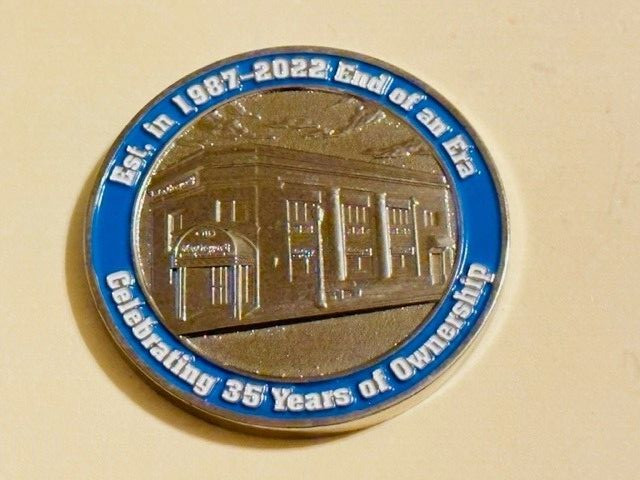 Est. in 1987-2022 End of an Era
Celebrating 35 Years of Ownership